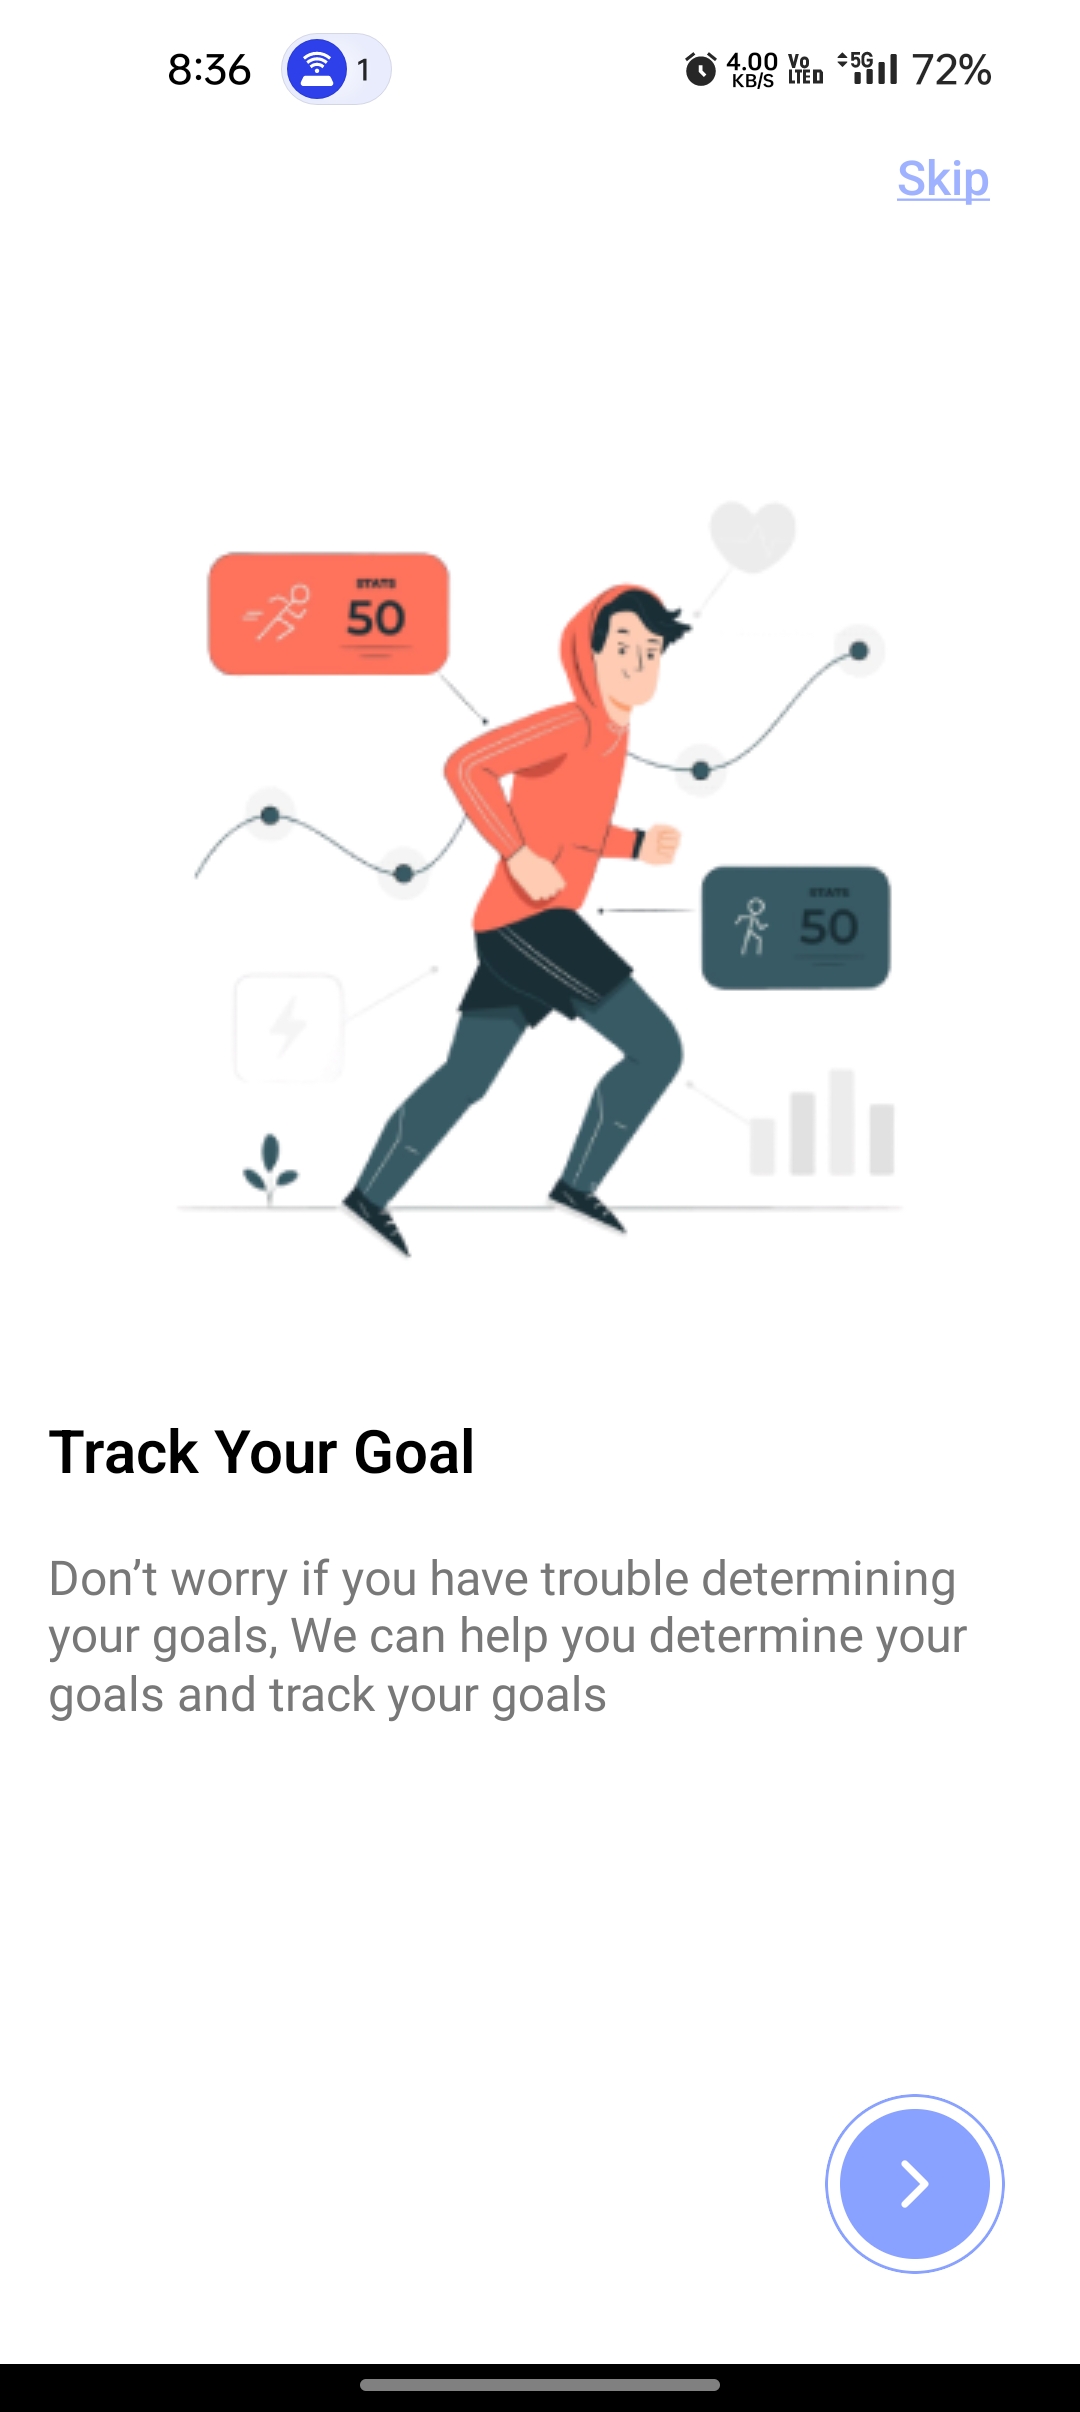 8:36
1
4.00
KB/S
Vo
LTE D
5G
72%
Skip
STATS
50
STATS
50
Track Your Goal
Don’t worry if you have trouble determining
your goals, We can help you determine your
goals and track your goals